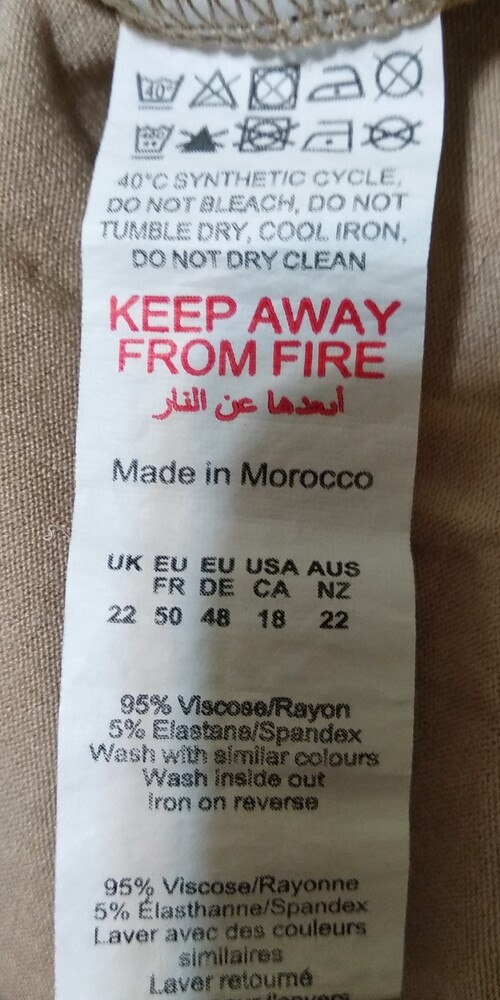 40°
40°
40°C SYNTHETIC CYCLE,
DO NOT BLEACH, DO NOT
TUMBLE DRY, COOL IRON,
DO NOT DRY CLEAN
KEEP AWAY
FROM FIRE
أبعدها عن النار
Made in Morocco
UK EU EU USA AUS
FR DE CA NZ
22 50 48 18 22
95% Viscose/Rayon
5% Elastane/Spandex
Wash with similar colours
Wash inside out
Iron on reverse
95% Viscose/Rayonne
5% Élasthanne/Spandex
Laver avec des couleurs
similaires
Laver retourné